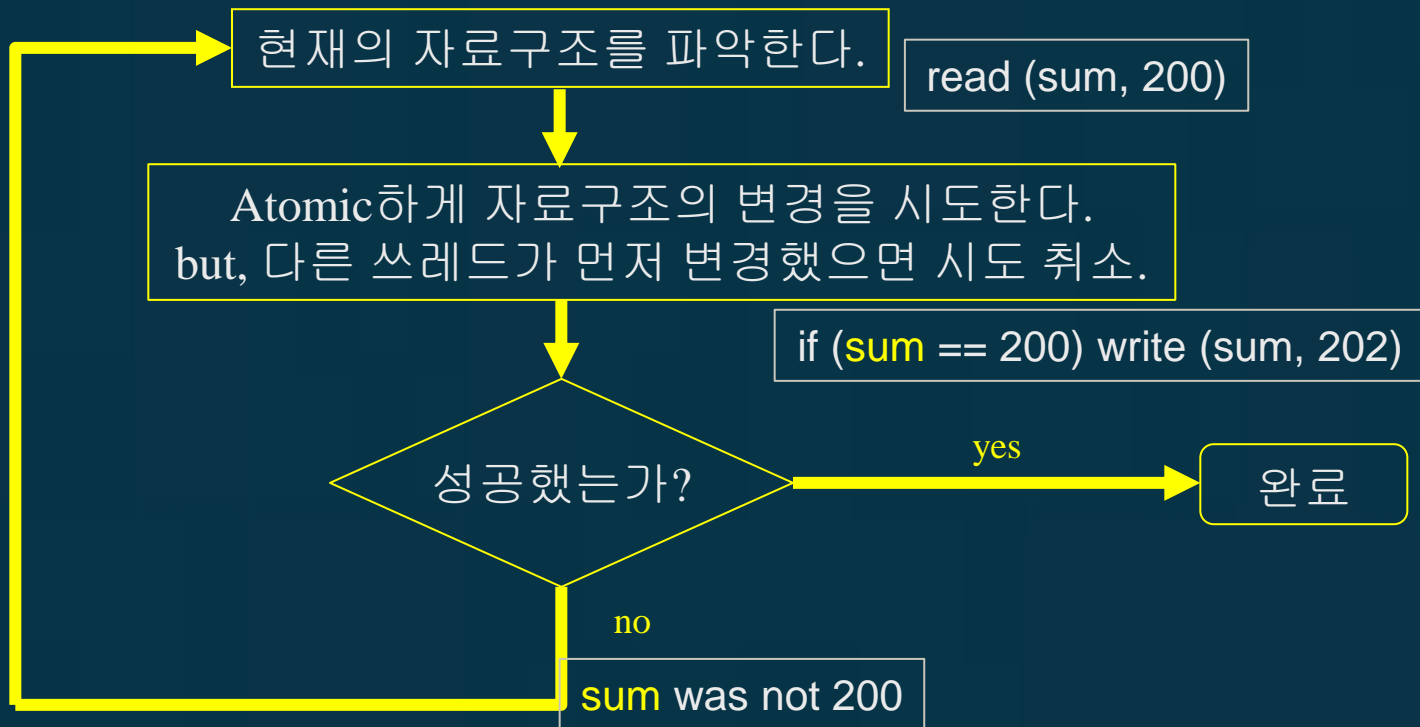 현재의 자료구조를 파악한다.
read (sum, 200)
Atomic하게 자료구조의 변경을 시도한다.
but, 다른 쓰레드가 먼저 변경했으면 시도 취소.
if (sum == 200) write (sum, 202)
성공했는가?
yes
완료
no
sum was not 200